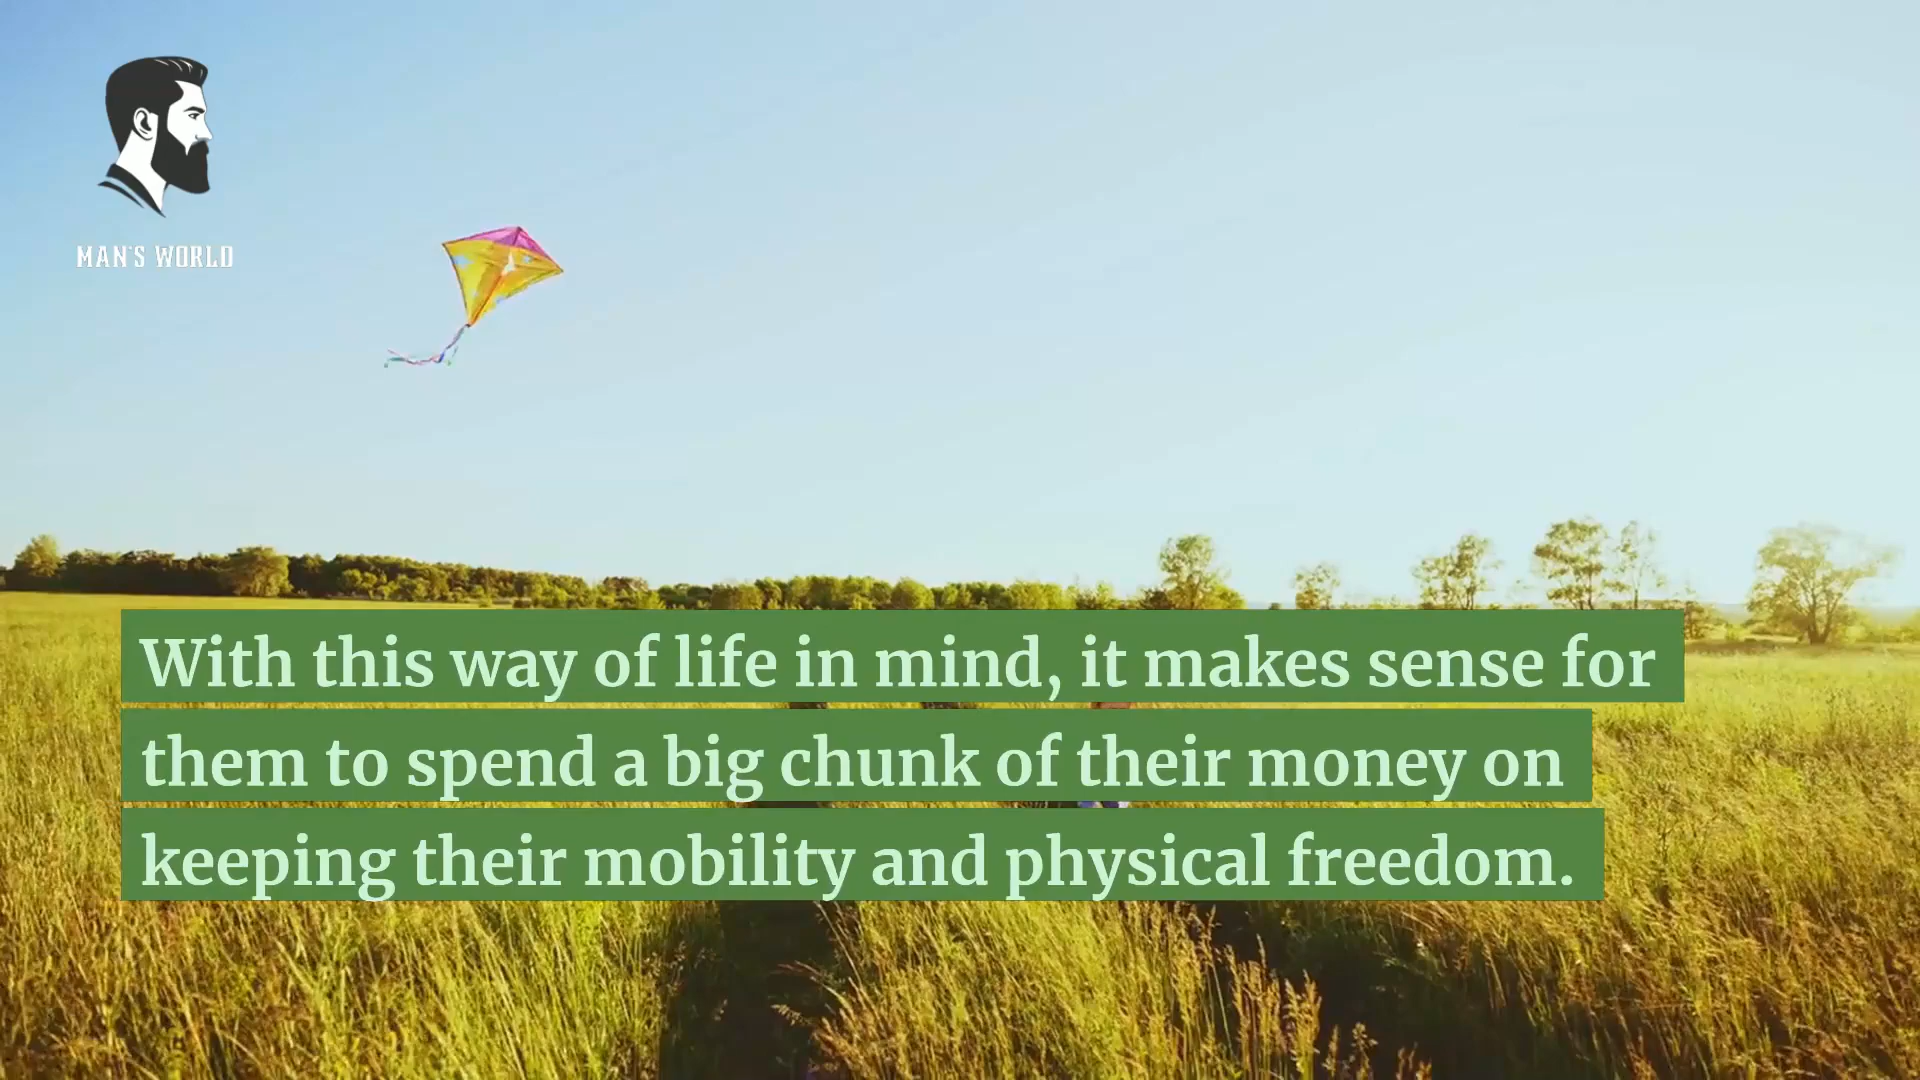 MAN'S WORLD
With this way of life in mind, it makes sense for
them to spend a big chunk of their money on
keeping their mobility and physical freedom.